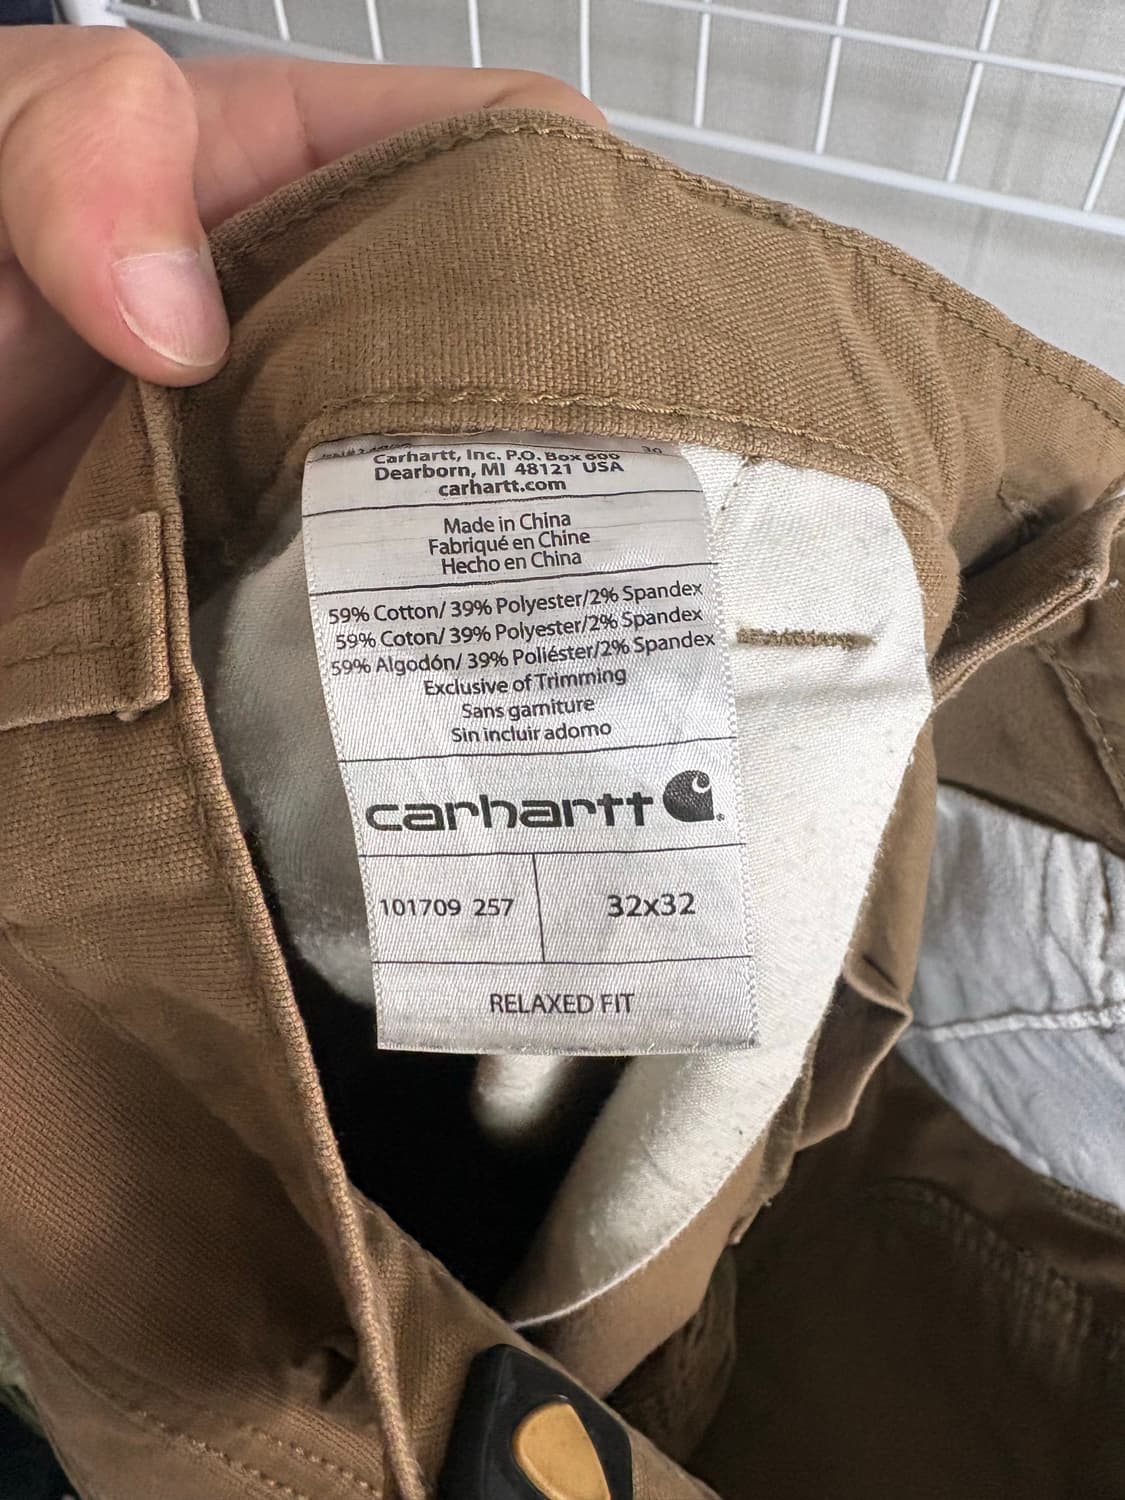 Carhartt, Inc. P.O. Box 600
Dearborn, MI 48121 USA
carhartt.com
Made in China
Fabriqué en Chine
Hecho en China
59% Cotton/ 39% Polyester/2% Spandex
59% Coton/ 39% Polyester/2% Spandex
59% Algodón/ 39% Poliéster/2% Spandex
Exclusive of Trimming
Sans garniture
Sin incluir adorno
carhartt
101709 257
32x32
RELAXED FIT